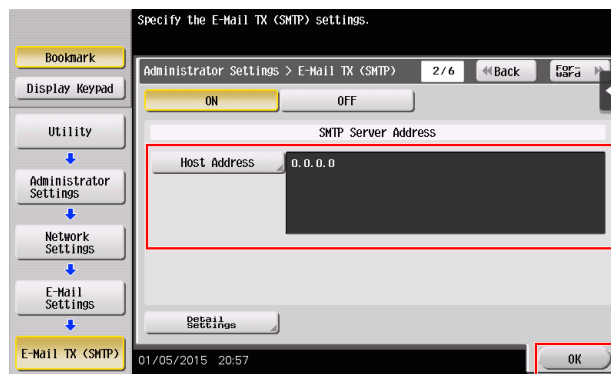 Specify the E-Mail TX (SMTP) settings.
Bookmark
Display Keypad
Utility
Administrator
Settings
Network
Settings
E-Mail
Settings
E-Mail TX (SMTP)
Administrator Settings > E-Mail TX (SMTP)
2/6
Back
For-
ward
ON
OFF
SMTP Server Address
Host Address
0.0.0.0
Detail
Settings
01/05/2015 20:57
OK